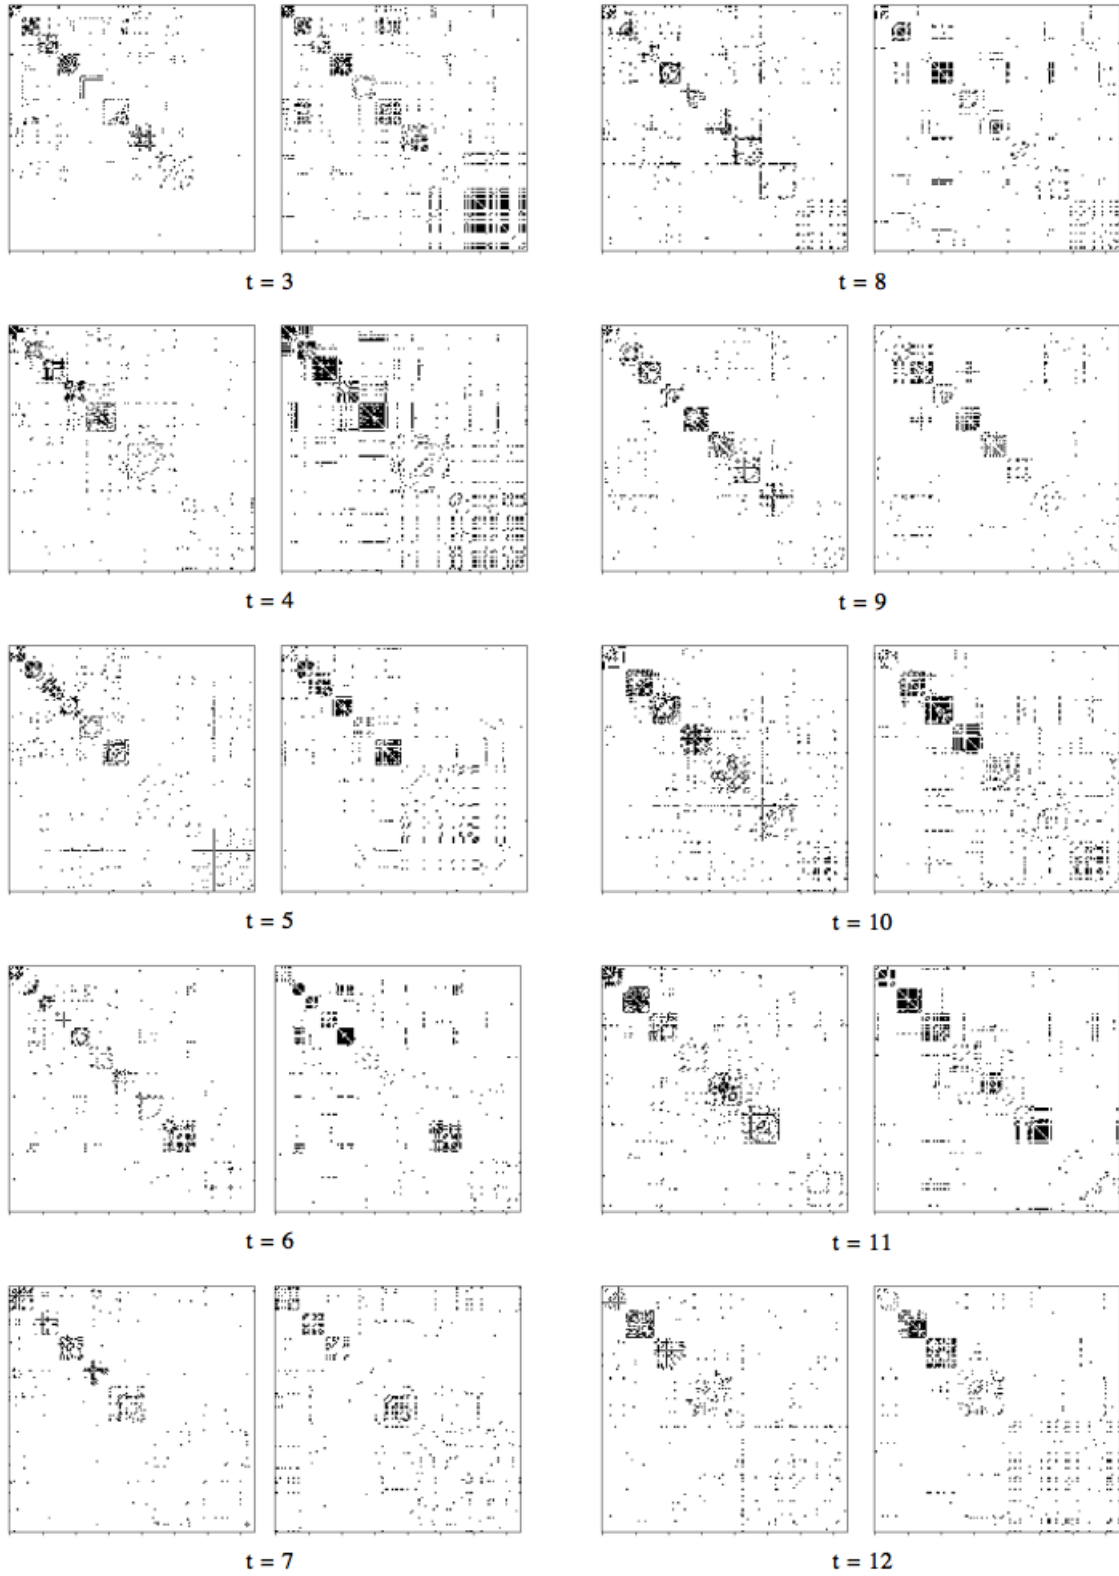 t = 3
t = 8
t = 4
t = 9
t = 5
t = 10
t = 6
t = 11
t = 7
t = 12